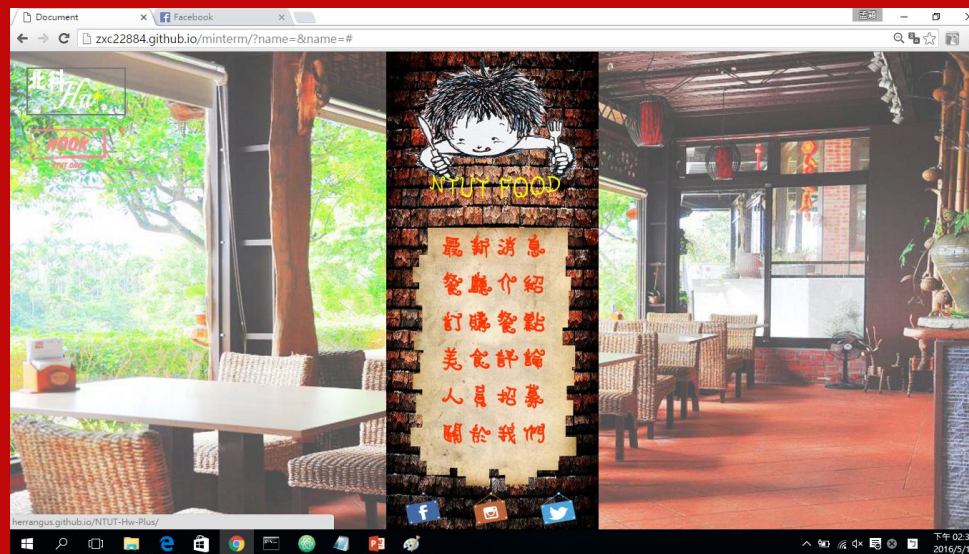 Document
Facebook
zxc22884.github.io/minterm/?name=&name=#
北科
Hu
NOOK
NTUT FOOD
最新消息
餐廳介紹
訂購餐點
美食評論
人員招募
關於我們
herrangus.github.io/NTUT-Hw-Plus/
下午 02:3
2016/5/